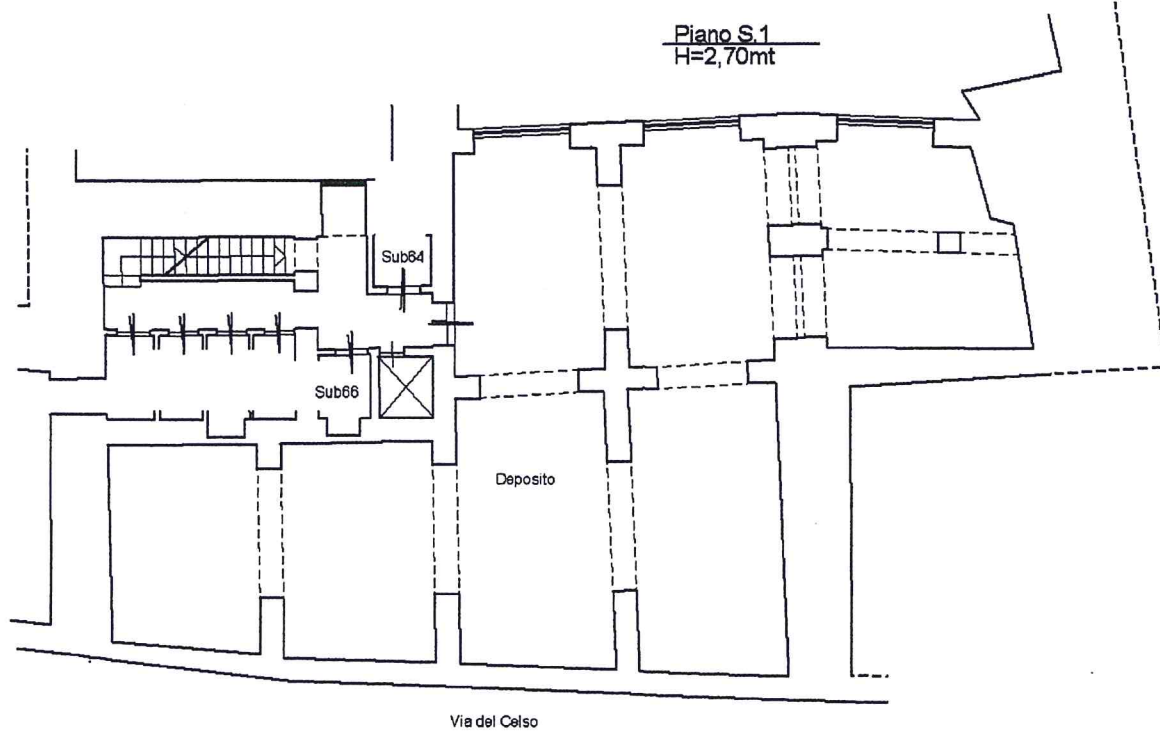 Piano S.1
H=2,70mt
Sub64
Sub66
Deposito
Via del Celso